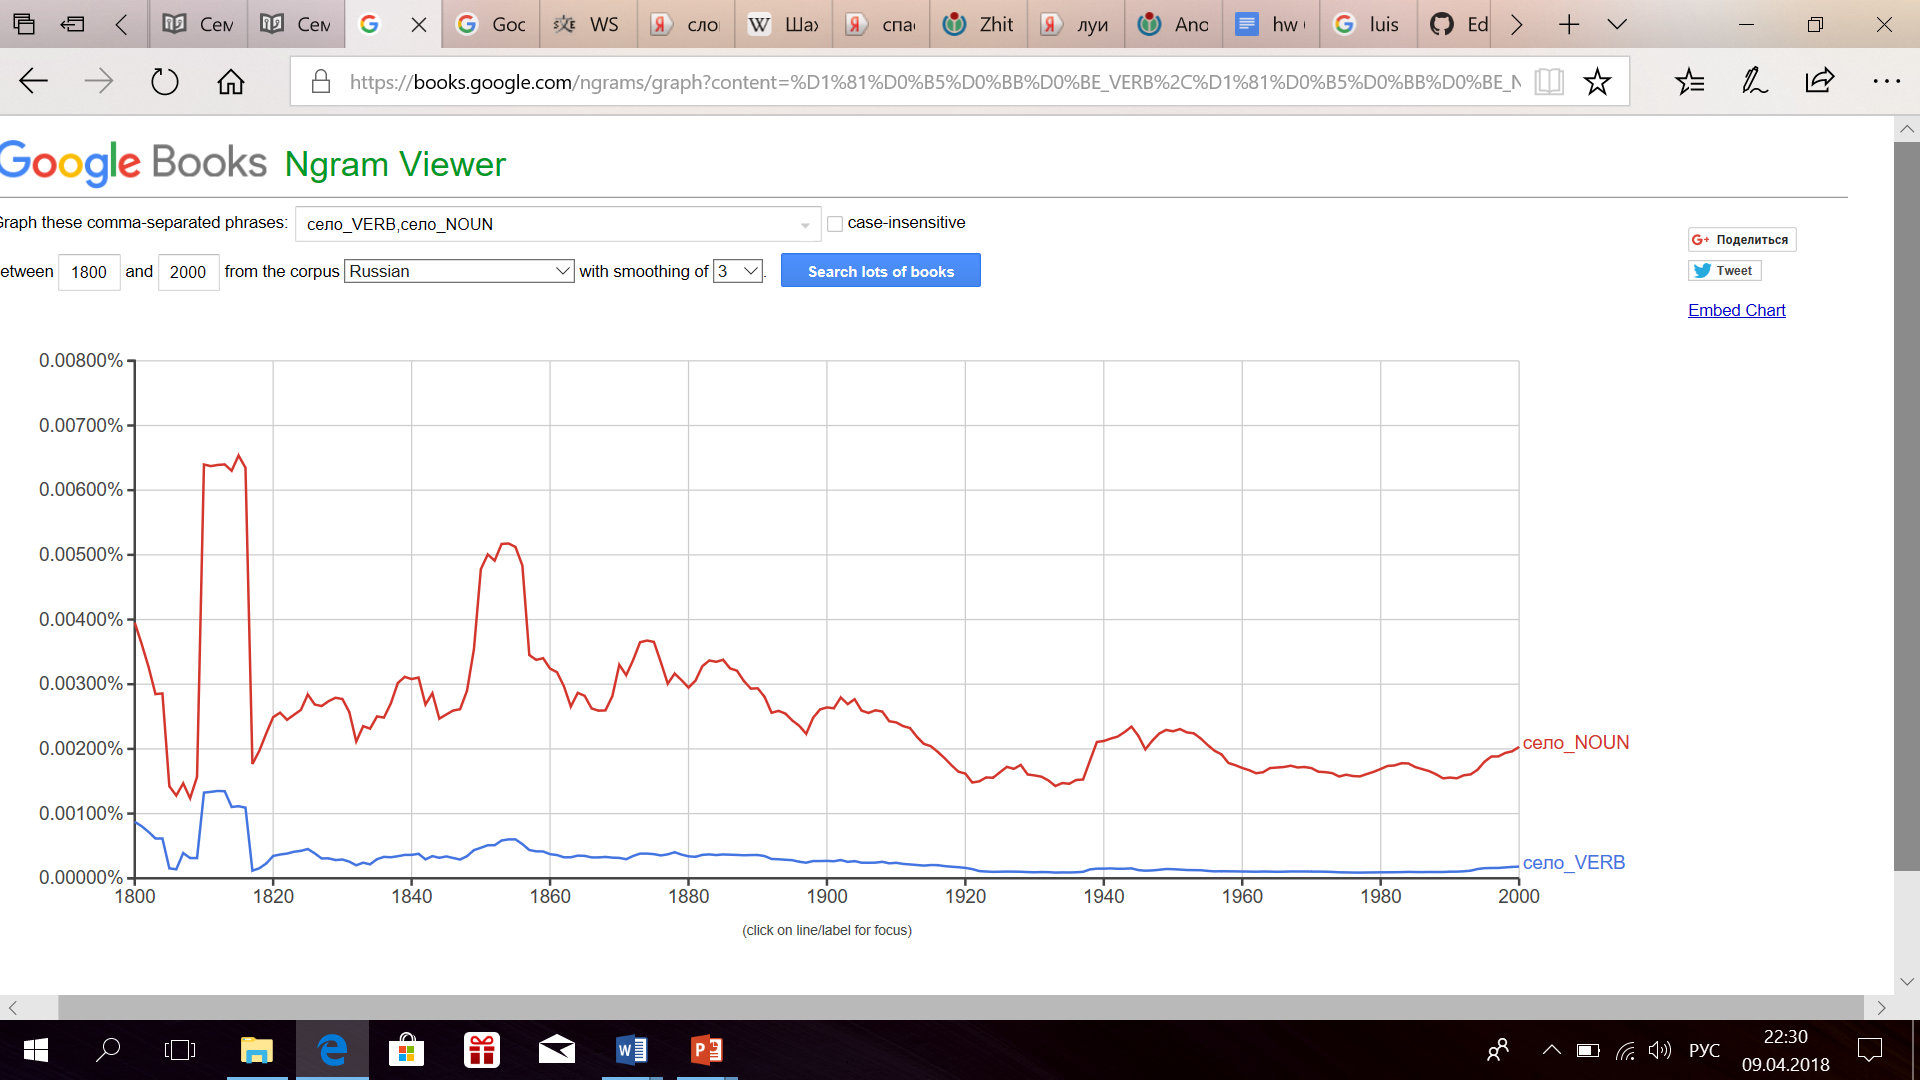 Сем
Сем
Goc
WS
сло
W Шах
спас
Zhit
луи
Ano
hw
luis
Ed
https://books.google.com/ngrams/graph?content=%D1%81%D0%B5%D0%BB%D0%BE_VERB%2C%D1%81%D0%B5%D0%BB%D0%BE_N
Google Books Ngram Viewer
Graph these comma-separated phrases: село_VERB,село_NOUN case-insensitive
etween 1800 and 2000 from the corpus Russian with smoothing of 3. Search lots of books
G+ Поделиться
Tweet
Embed Chart
0.00800%
0.00700%
0.00600%
0.00500%
0.00400%
0.00300%
0.00200%
0.00100%
0.00000%
село_NOUN
село_VERB
1800 1820 1840 1860 1880 1900 1920 1940 1960 1980 2000
(click on line/label for focus)
РУС
22:30
09.04.2018